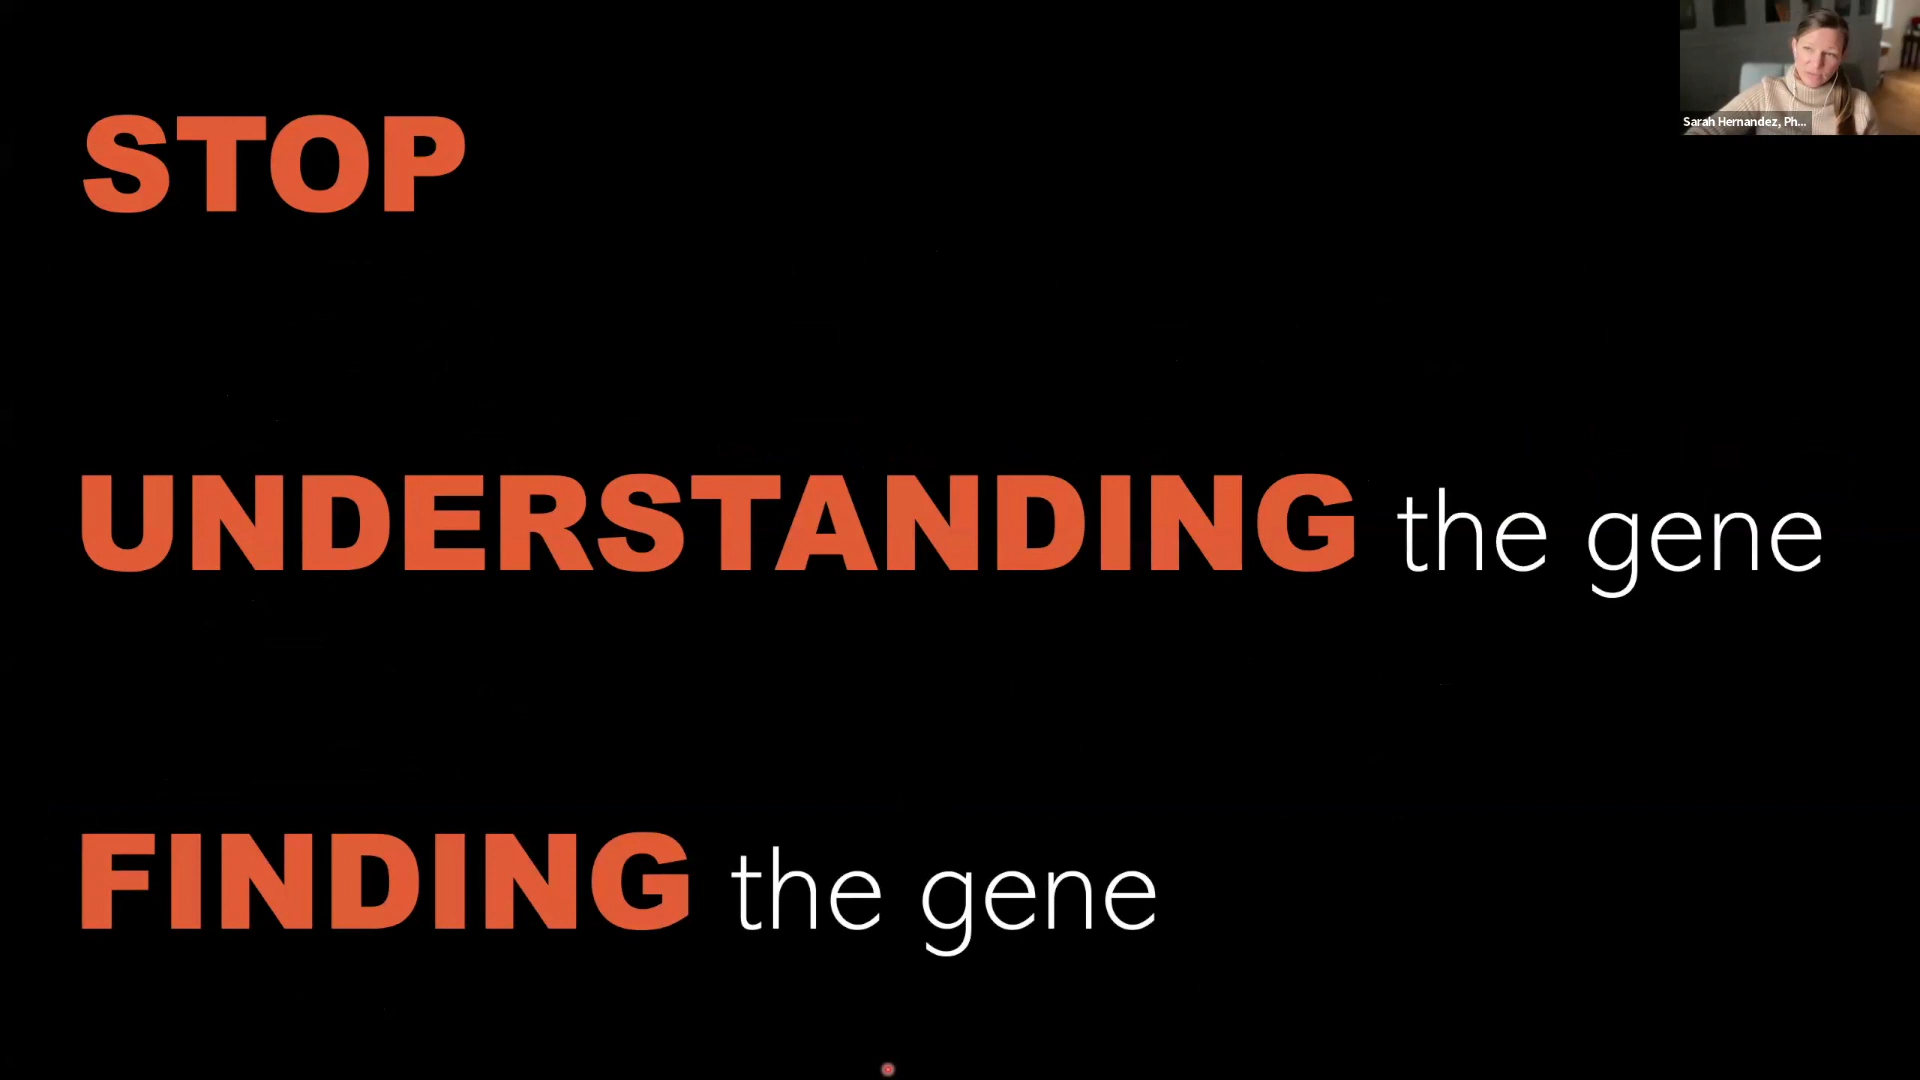 Sarah Hernandez, Ph...
STOP
UNDERSTANDING the gene
FINDING the gene